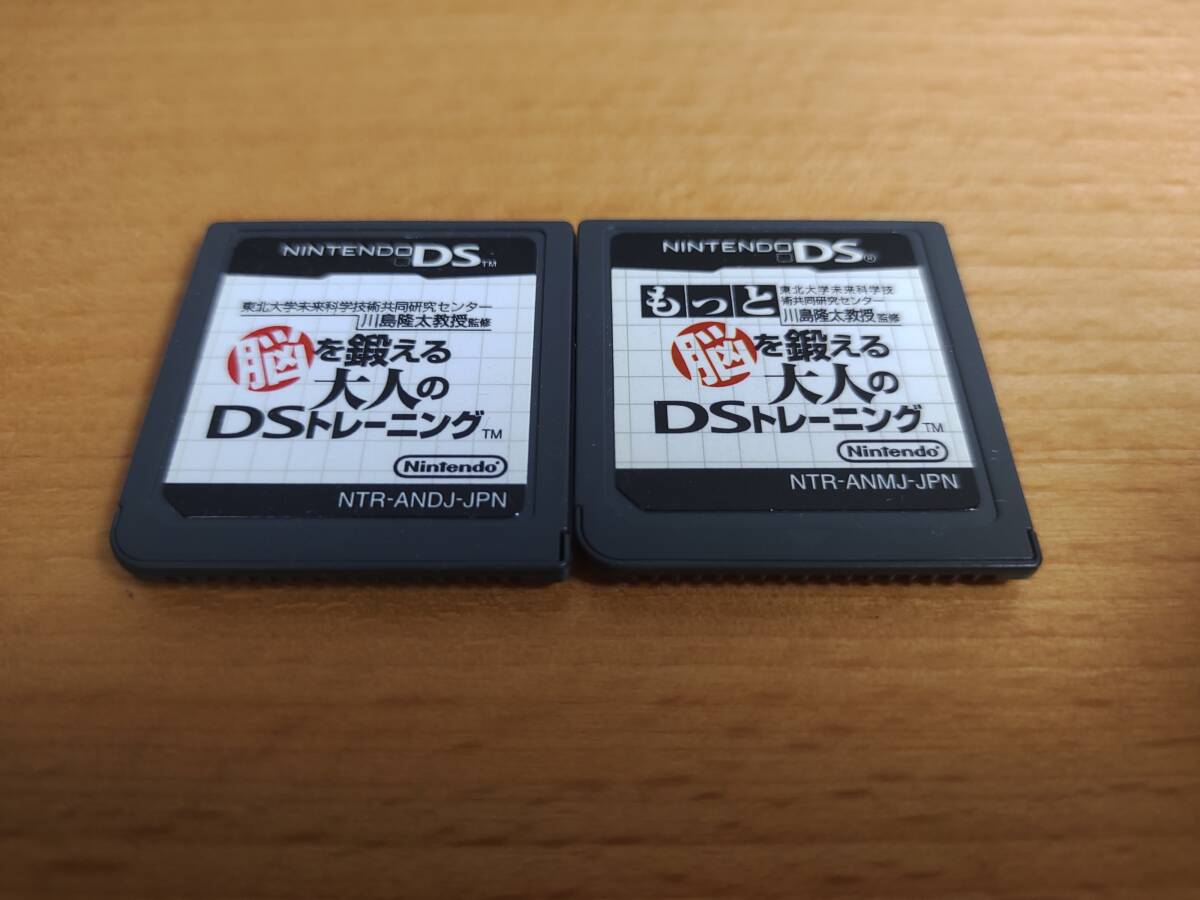 NINTENDO DS™
東北大学未来科学技術共同研究センター
川島隆太教授監修
脳を鍛える
大人の
DSトレーニング™
Nintendo®
NTR-ANDJ-JPN
NINTENDO DS®
もっと
東北大学未来科学技
術共同研究センター
川島隆太教授監修
脳を鍛える
大人の
DSトレーニング™
Nintendo®
NTR-ANMJ-JPN